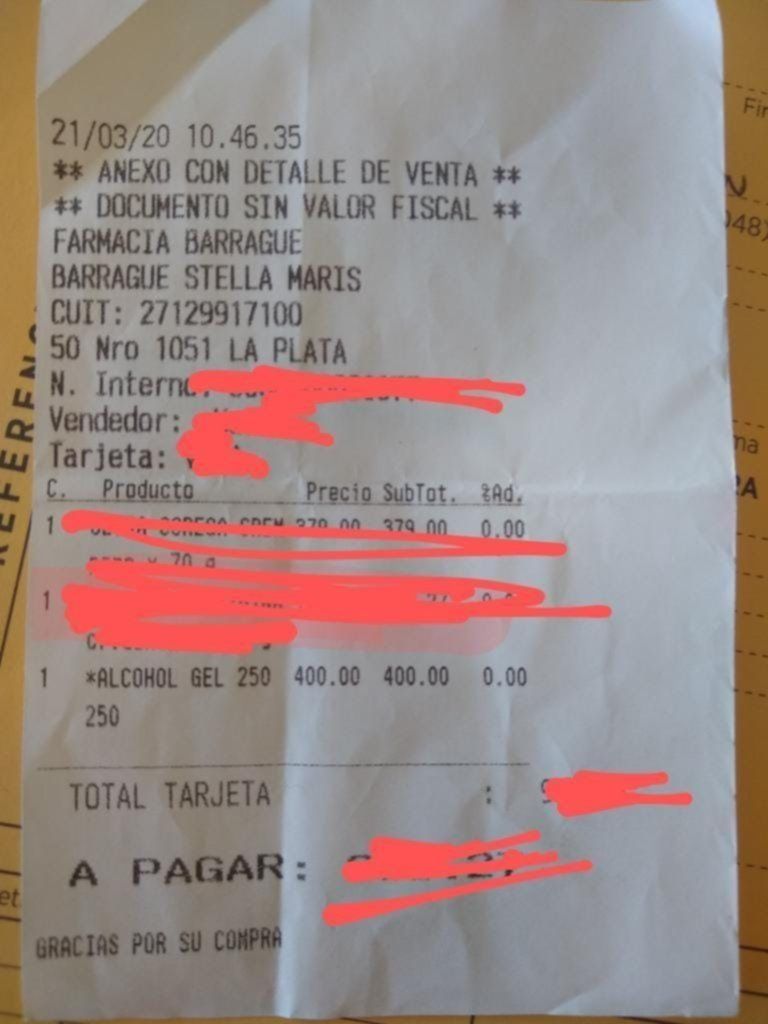 21/03/20 10.46.35
** ANEXO CON DETALLE DE VENTA **
** DOCUMENTO SIN VALOR FISCAL **
FARMACIA BARRAGUE
BARRAGUE STELLA MARIS
CUIT: 27129917100
50 Nro 1051 LA PLATA
N. Interno
Vendedor:
Tarjeta:
C. Producto Precio SubTot. %Ad.
1 379.00 379.00 0.00
x 70 g
1
1 *ALCOHOL GEL 250 400.00 400.00 0.00
250
TOTAL TARJETA :
A PAGAR:
GRACIAS POR SU COMPRA